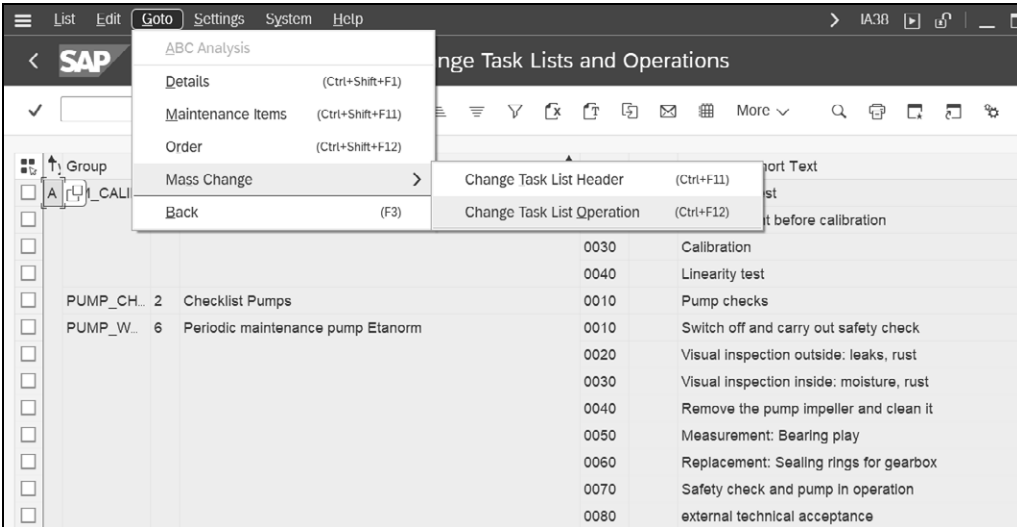 List Edit Goto Settings System Help IA38
SAP nge Task Lists and Operations
ABC Analysis
Details (Ctrl+Shift+F1)
Maintenance Items (Ctrl+Shift+F11)
Order (Ctrl+Shift+F12)
Mass Change
Back (F3)
Change Task List Header (Ctrl+F11)
Change Task List Operation (Ctrl+F12)
More
Group ort Text
A M_CALI st
t before calibration
0030 Calibration
0040 Linearity test
PUMP_CH... 2 Checklist Pumps 0010 Pump checks
PUMP_W... 6 Periodic maintenance pump Etanorm 0010 Switch off and carry out safety check
0020 Visual inspection outside: leaks, rust
0030 Visual inspection inside: moisture, rust
0040 Remove the pump impeller and clean it
0050 Measurement: Bearing play
0060 Replacement: Sealing rings for gearbox
0070 Safety check and pump in operation
0080 external technical acceptance